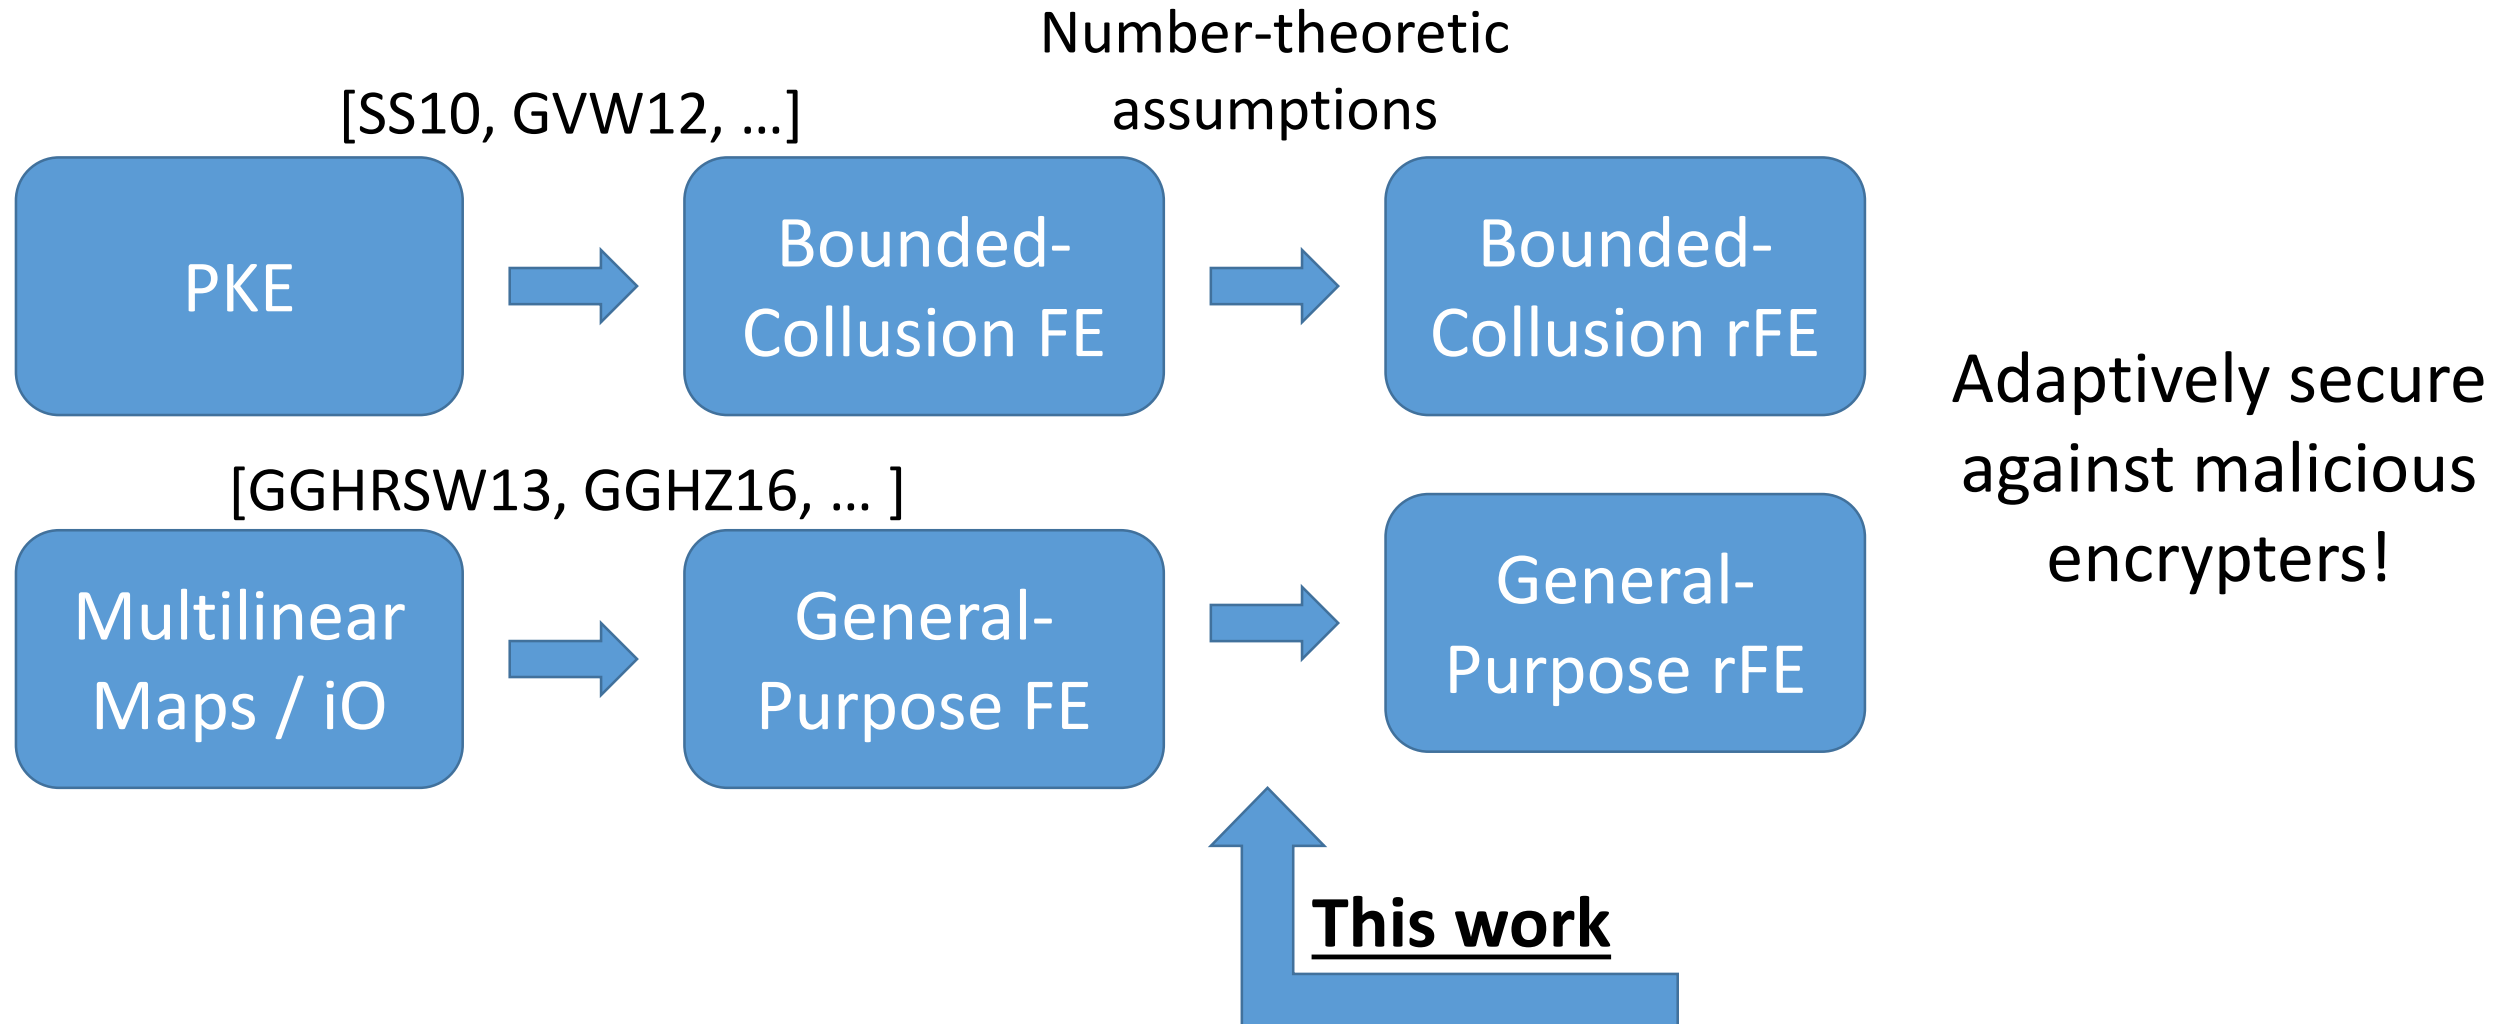 Number-theoretic
assumptions
[SS10, GVW12, ...]
PKE
Bounded-
Collusion FE
Bounded-
Collusion rFE
Adaptively secure
against malicious
encrypters!
[GGHRSW13, GGHZ16, ... ]
Multilinear
Maps / iO
General-
Purpose FE
General-
Purpose rFE
This work